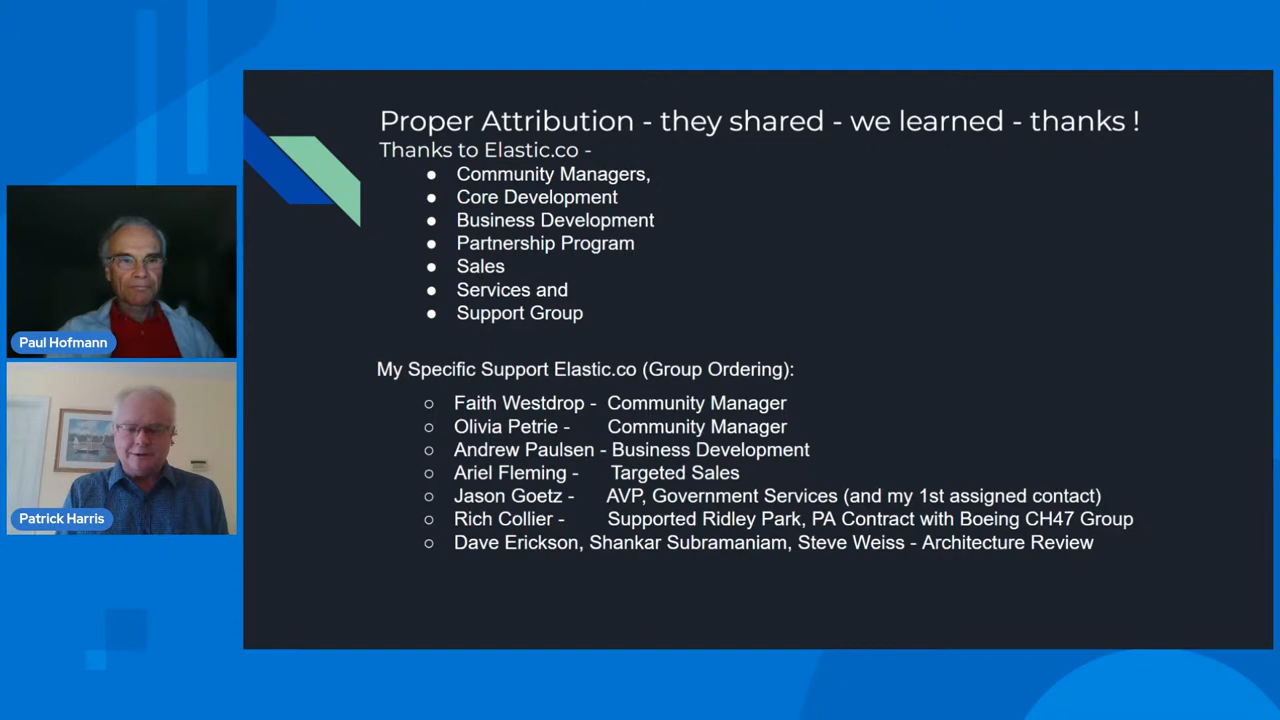 Proper Attribution - they shared - we learned - thanks !
Thanks to Elastic.co -
● Community Managers,
● Core Development
● Business Development
● Partnership Program
● Sales
● Services and
● Support Group
My Specific Support Elastic.co (Group Ordering):
○ Faith Westdrop - Community Manager
○ Olivia Petrie - Community Manager
○ Andrew Paulsen - Business Development
○ Ariel Fleming - Targeted Sales
○ Jason Goetz - AVP, Government Services (and my 1st assigned contact)
○ Rich Collier - Supported Ridley Park, PA Contract with Boeing CH47 Group
○ Dave Erickson, Shankar Subramaniam, Steve Weiss - Architecture Review
Paul Hofmann
Patrick Harris